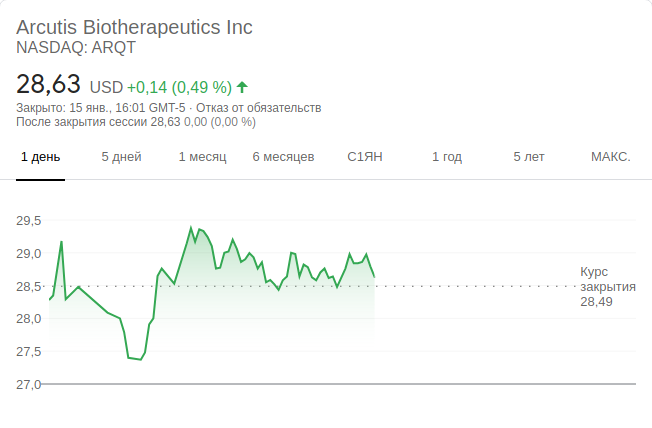 Arcutis Biotherapeutics Inc
NASDAQ: ARQT
28,63 USD +0,14 (0,49 %)
Закрыто: 15 янв., 16:01 GMT-5 · Отказ от обязательств
После закрытия сессии 28,63 0,00 (0,00 %)
1 день 5 дней 1 месяц 6 месяцев С1ЯН 1 год 5 лет МАКС.
29,5
29,0
28,5
28,0
27,5
27,0
Курс
закрытия
28,49